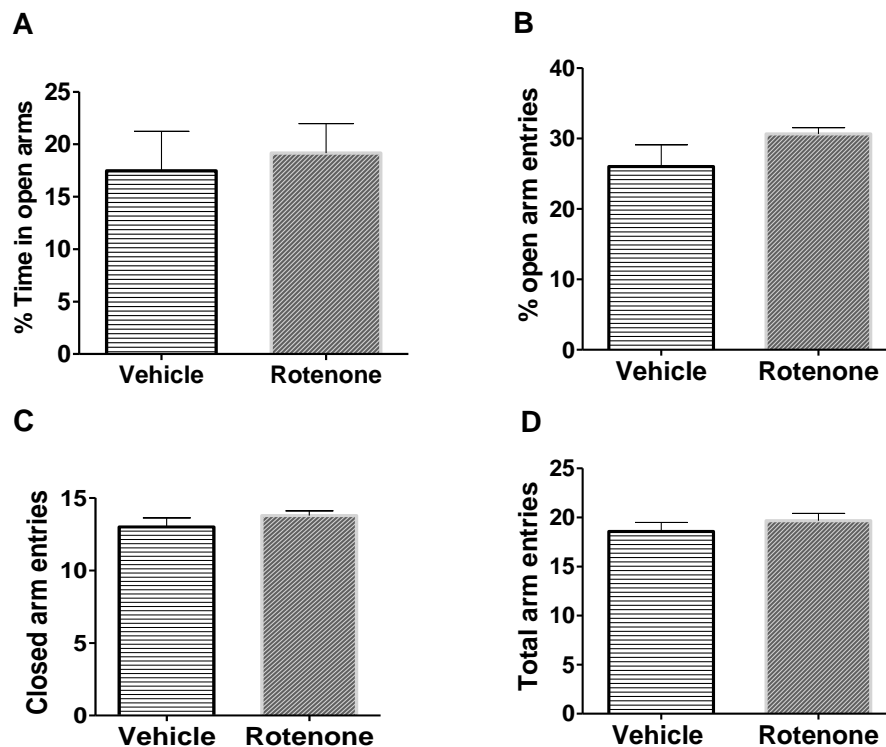 A
% Time in open arms
25
20
15
10
5
0
Vehicle Rotenone
B
% open arm entries
40
30
20
10
0
Vehicle Rotenone
C
Closed arm entries
15
10
5
0
Vehicle Rotenone
D
Total arm entries
25
20
15
10
5
0
Vehicle Rotenone